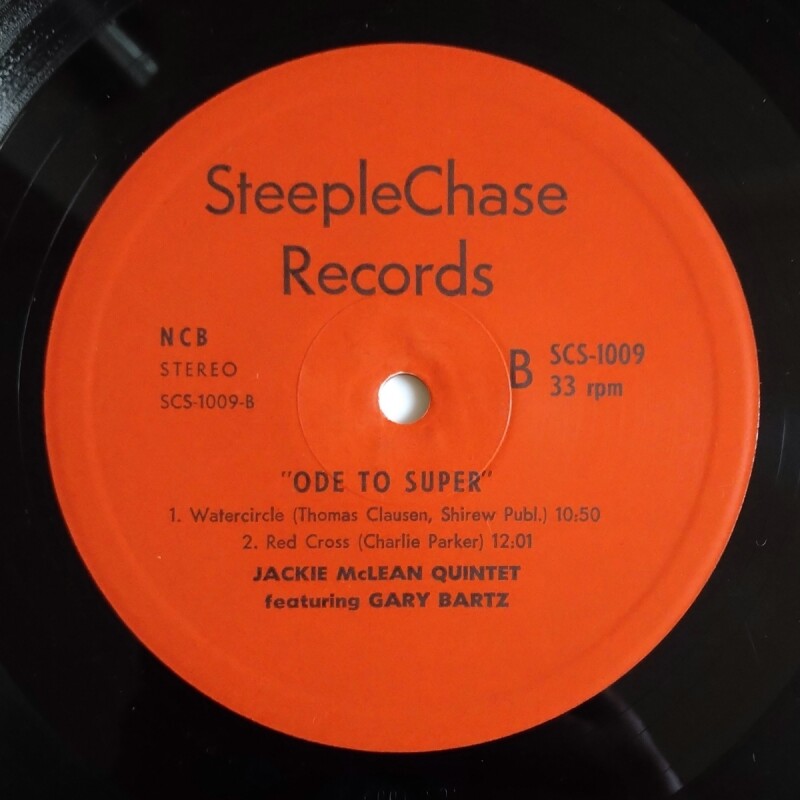 SteepleChase
Records
NCB
STEREO
SCS-1009-B
B
SCS-1009
33 rpm
"ODE TO SUPER"
1. Watercircle (Thomas Clausen, Shirew Publ.) 10:50
2. Red Cross (Charlie Parker) 12:01
JACKIE McLEAN QUINTET
featuring GARY BARTZ